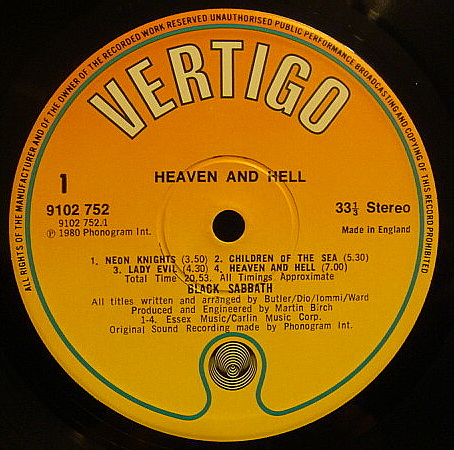 ALL RIGHTS OF THE MANUFACTURER AND OF THE OWNER OF THE RECORDED WORK RESERVED UNAUTHORISED PUBLIC PERFORMANCE BROADCASTING AND COPYING OF THIS RECORD PROHIBITED
VERTIGO
HEAVEN AND HELL
1
9102 752
9102 752.1
℗ 1980 Phonogram Int.
33⅓ Stereo
Made in England
1. NEON KNIGHTS (3.50) 2. CHILDREN OF THE SEA (5.30)
3. LADY EVIL (4.30) 4. HEAVEN AND HELL (7.00)
Total Time 20.53. All Timings Approximate
BLACK SABBATH
All titles written and arranged by Butler/Dio/Iommi/Ward
Produced and Engineered by Martin Birch
1-4. Essex Music/Carlin Music Corp.
Original Sound Recording made by Phonogram Int.